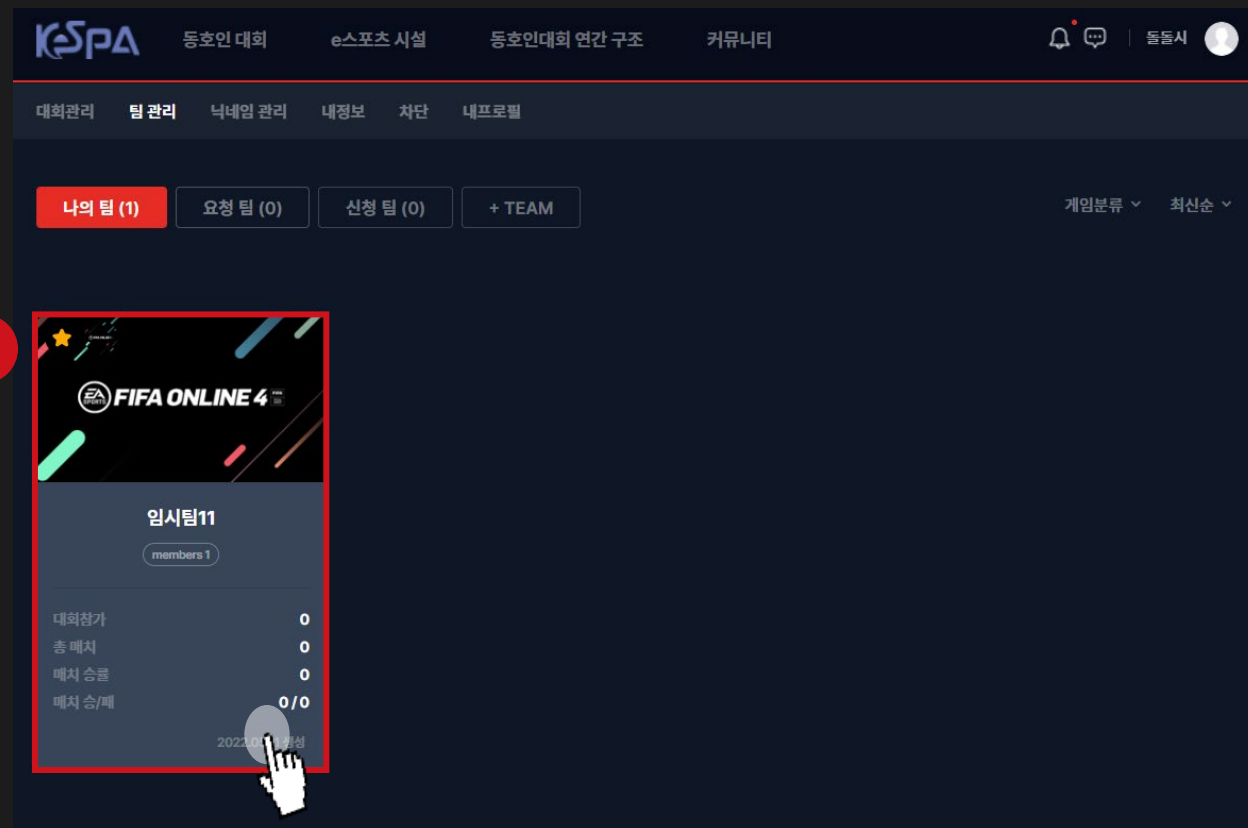 KeSPA 동호인 대회 e스포츠 시설 동호인대회 연간 구조 커뮤니티 돌돌시
대회관리 팀 관리 닉네임 관리 내정보 차단 내프로필
나의 팀 (1) 요청 팀 (0) 신청 팀 (0) + TEAM 게임분류 최신순
EA SPORTS FIFA ONLINE 4
임시팀11
members 1
대회참가 0
총 매치 0
매치 승률 0
매치 승/패 0 / 0